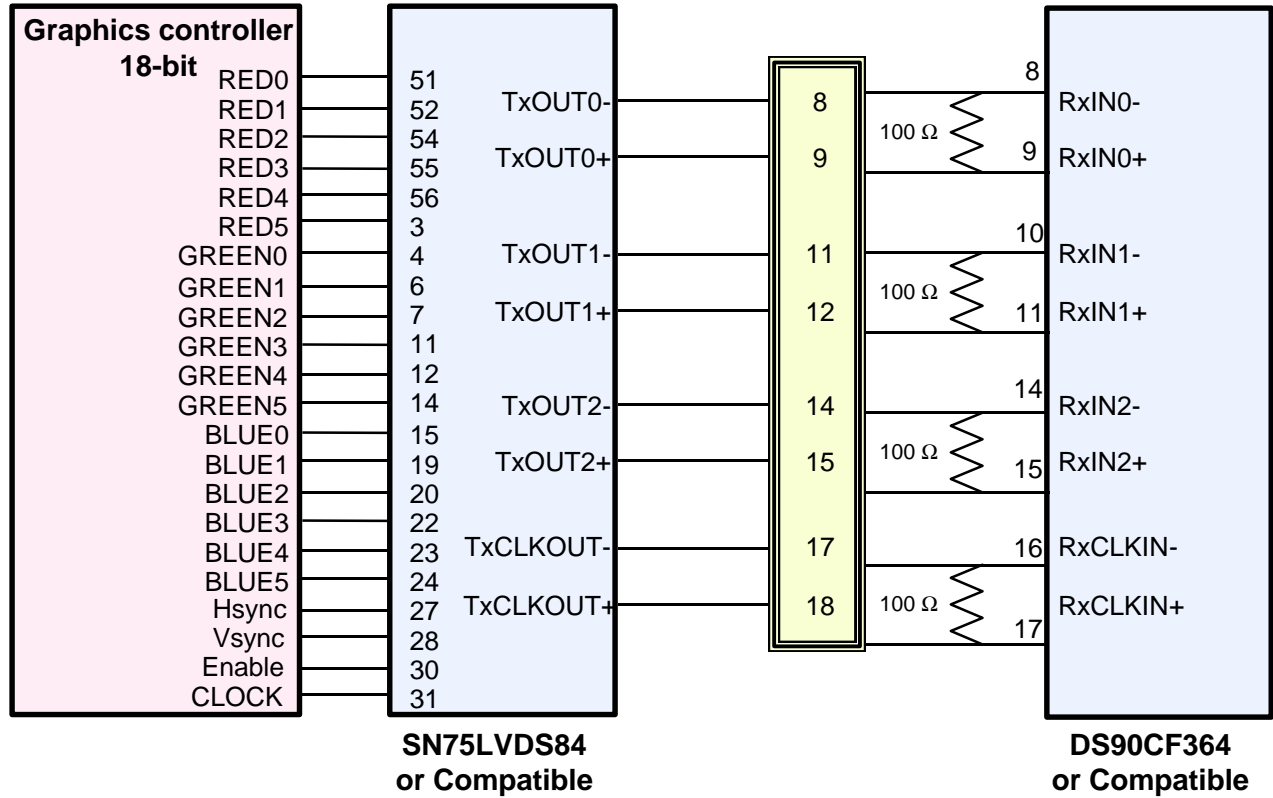 Graphics controller
18-bit
RED0 51
RED1 52
RED2 54
RED3 55
RED4 56
RED5 3
GREEN0 4
GREEN1 6
GREEN2 7
GREEN3 11
GREEN4 12
GREEN5 14
BLUE0 15
BLUE1 19
BLUE2 20
BLUE3 22
BLUE4 23
BLUE5 24
Hsync 27
Vsync 28
Enable 30
CLOCK 31
TxOUT0-
TxOUT0+
TxOUT1-
TxOUT1+
TxOUT2-
TxOUT2+
TxCLKOUT-
TxCLKOUT+
SN75LVDS84
or Compatible
8
9
11
12
14
15
17
18
100 Ω
100 Ω
100 Ω
100 Ω
8 RxIN0-
9 RxIN0+
10 RxIN1-
11 RxIN1+
14 RxIN2-
15 RxIN2+
16 RxCLKIN-
17 RxCLKIN+
DS90CF364
or Compatible